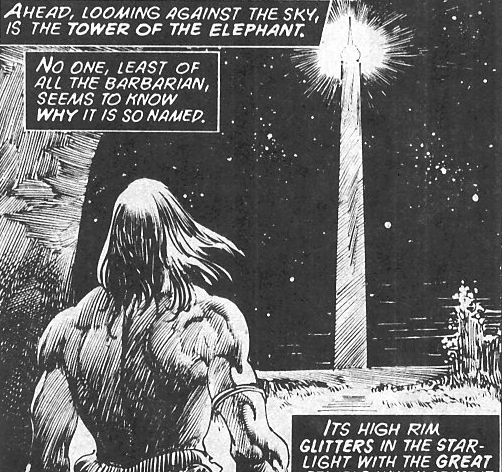 AHEAD, LOOMING AGAINST THE SKY,
IS THE TOWER OF THE ELEPHANT.
NO ONE, LEAST OF
ALL THE BARBARIAN,
SEEMS TO KNOW
WHY IT IS SO NAMED.
ITS HIGH RIM
GLITTERS IN THE STAR-
LIGHT WITH THE GREAT